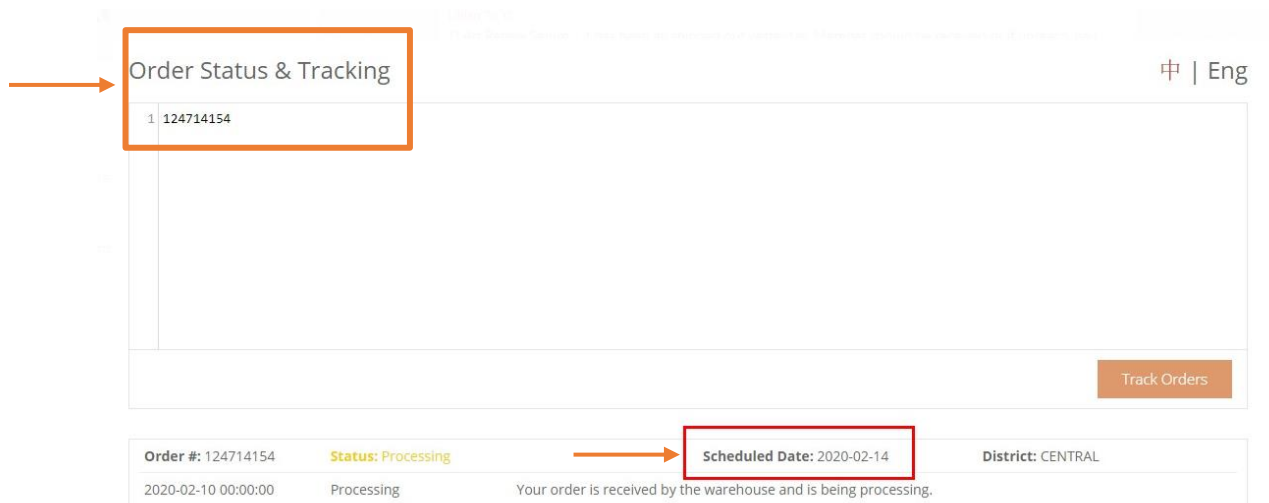 Order Status & Tracking
中 | Eng
1 124714154
Track Orders
Order #: 124714154 Status: Processing Scheduled Date: 2020-02-14 District: CENTRAL
2020-02-10 00:00:00 Processing Your order is received by the warehouse and is being processing.